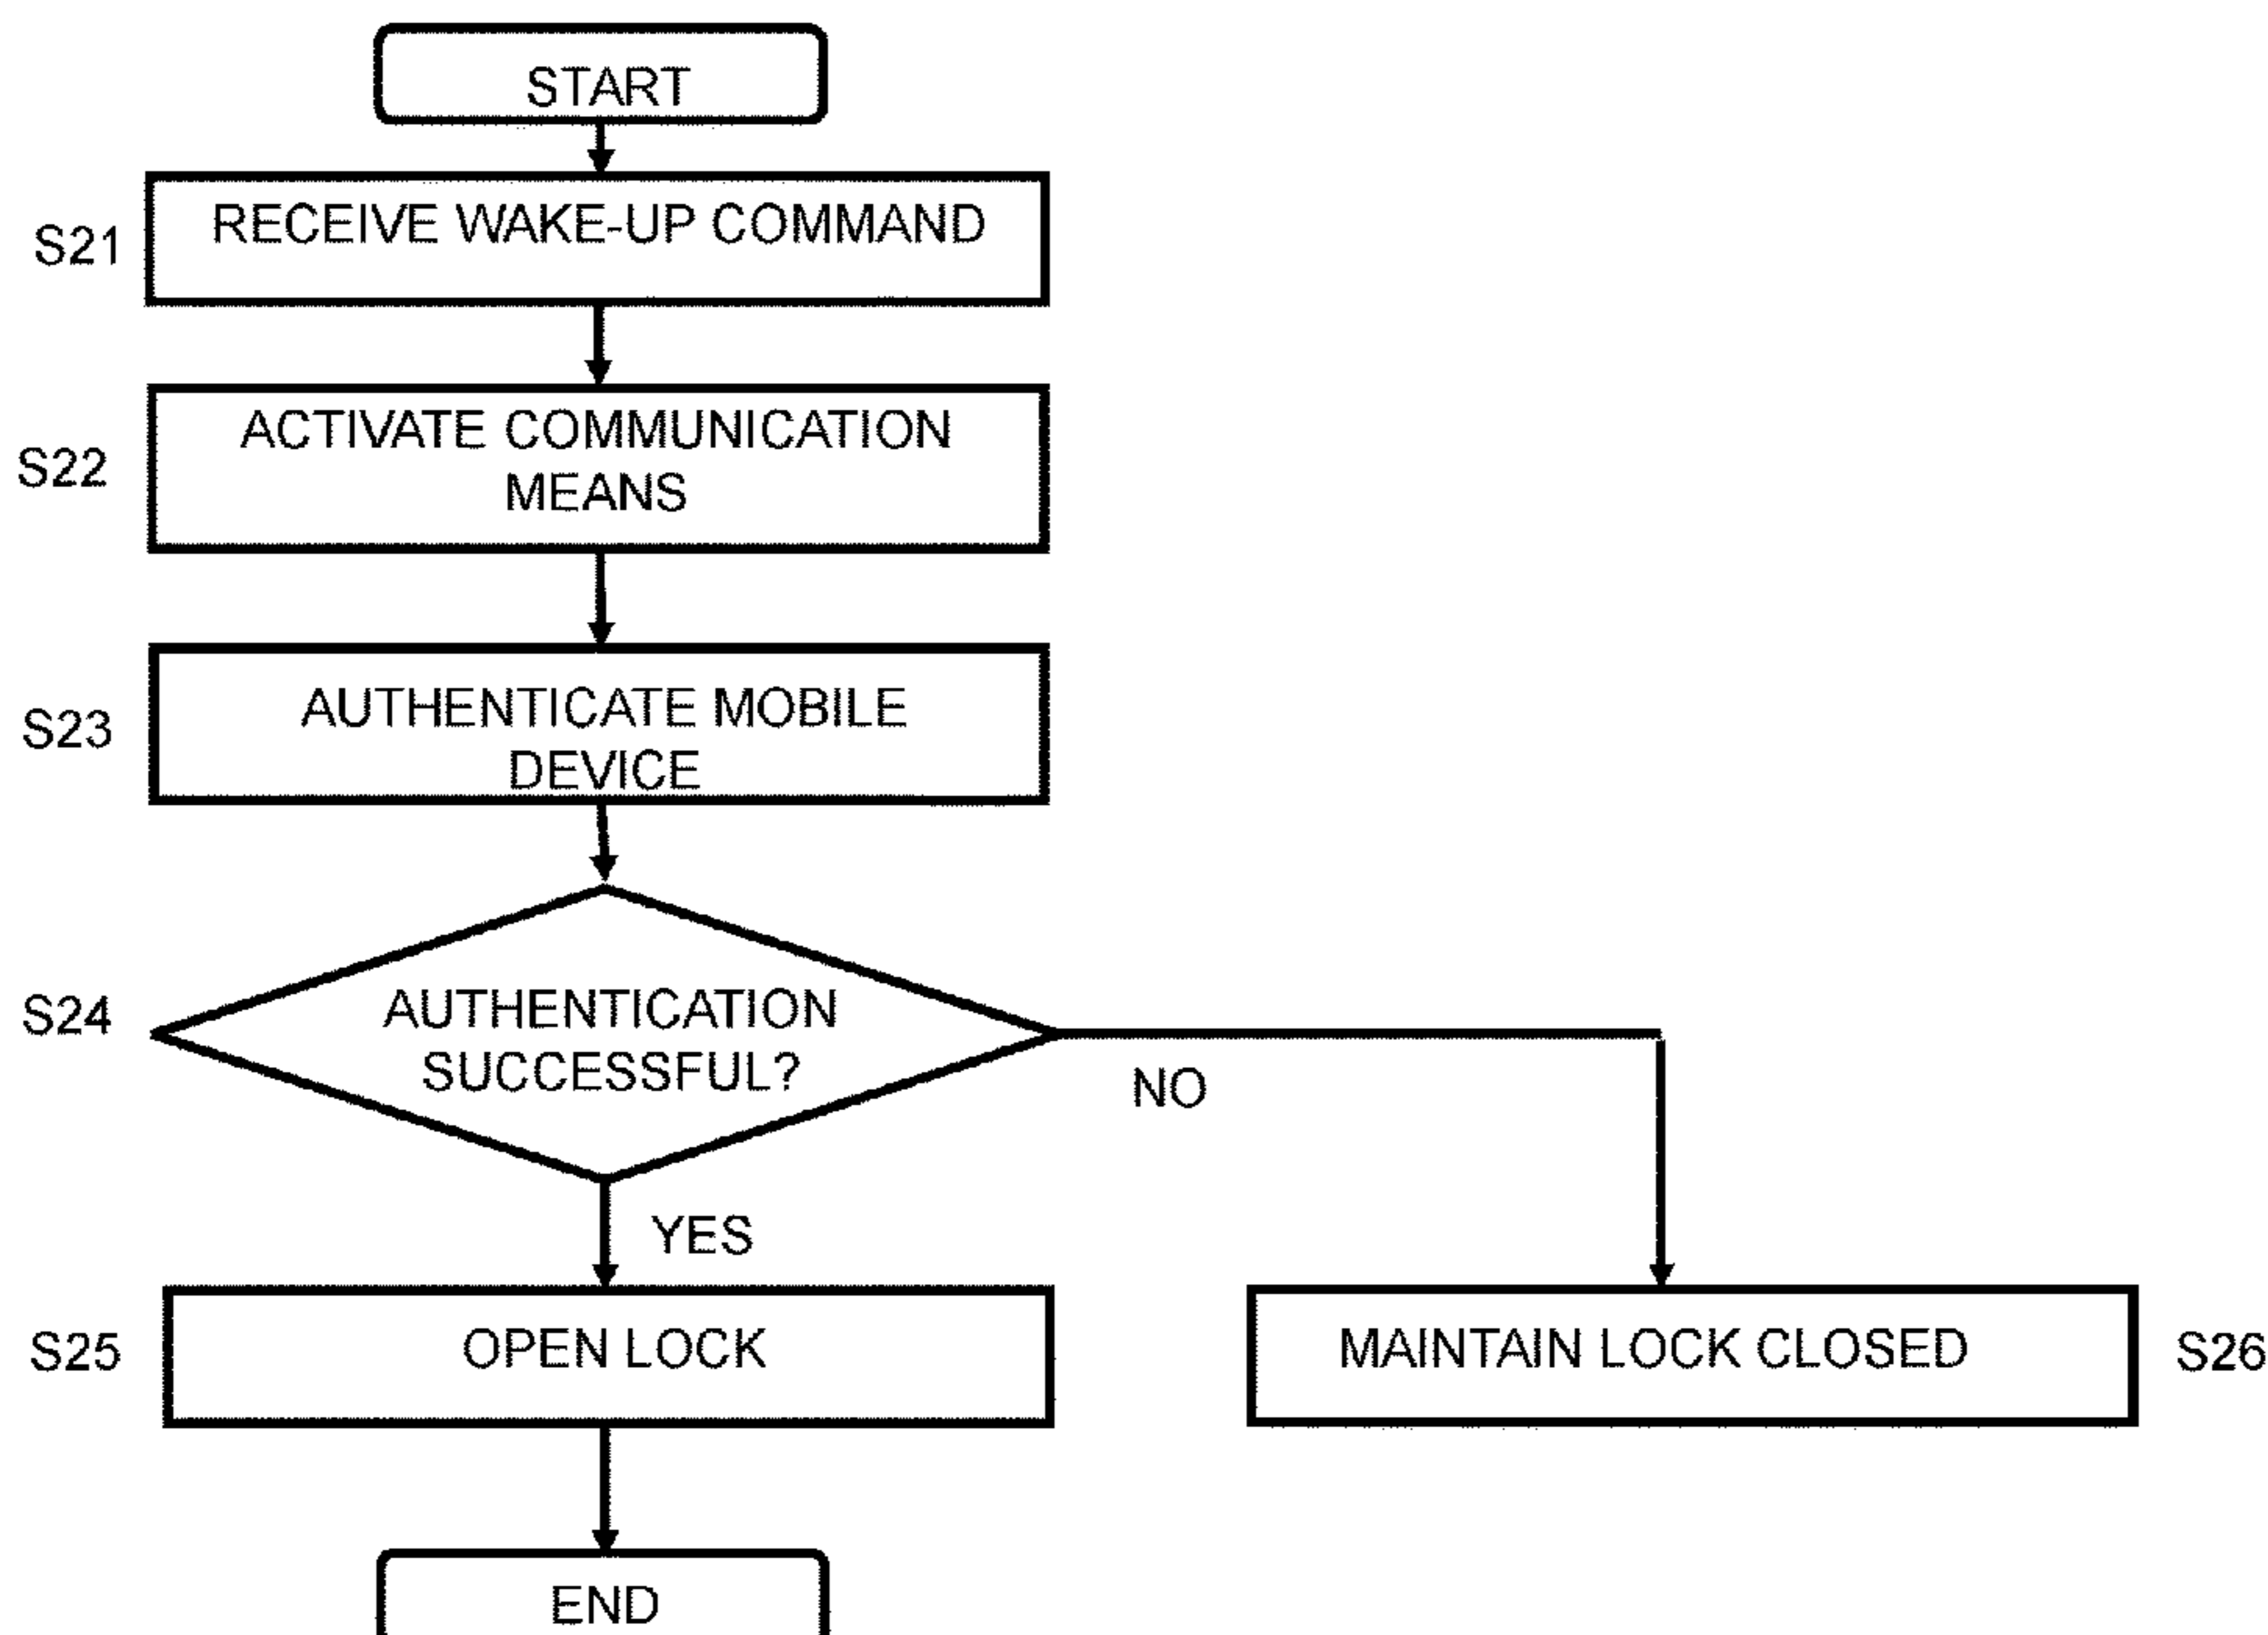 START
S21
RECEIVE WAKE-UP COMMAND
S22
ACTIVATE COMMUNICATION
MEANS
S23
AUTHENTICATE MOBILE
DEVICE
S24
AUTHENTICATION
SUCCESSFUL?
NO
YES
S25
OPEN LOCK
MAINTAIN LOCK CLOSED
S26
END